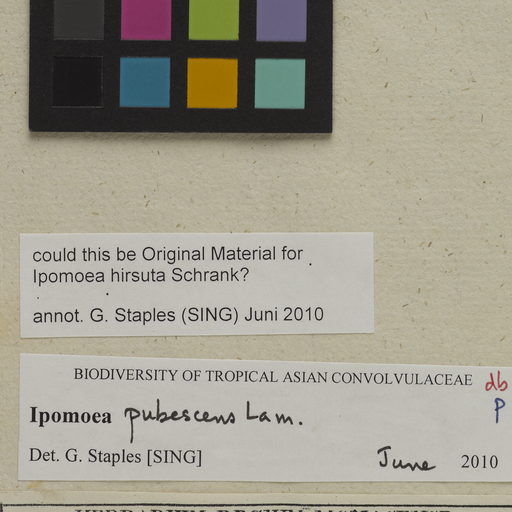 could this be Original Material for
Ipomoea hirsuta Schrank?
annot. G. Staples (SING) Juni 2010
BIODIVERSITY OF TROPICAL ASIAN CONVOLVULACEAE db
Ipomoea pubescens Lam. P
Det. G. Staples [SING] June 2010